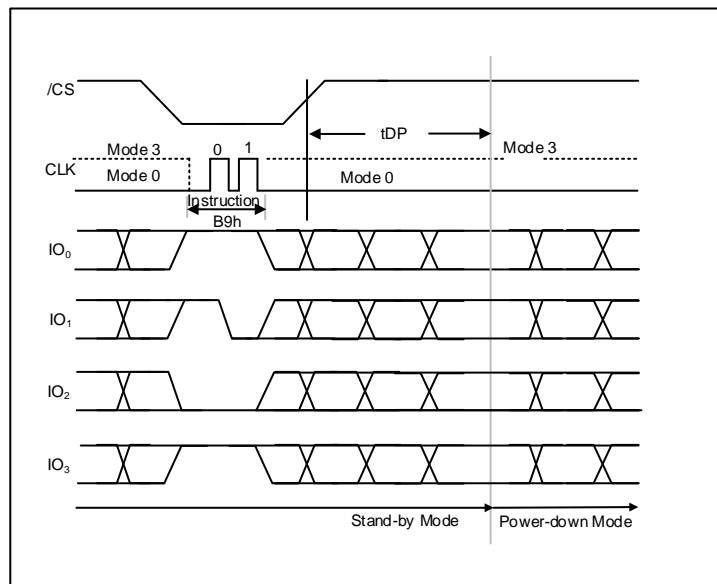 /CS
tDP
Mode 3
0 1
Mode 3
CLK
Mode 0
Mode 0
Instruction
B9h
IO₀
IO₁
IO₂
IO₃
Stand-by Mode
Power-down Mode